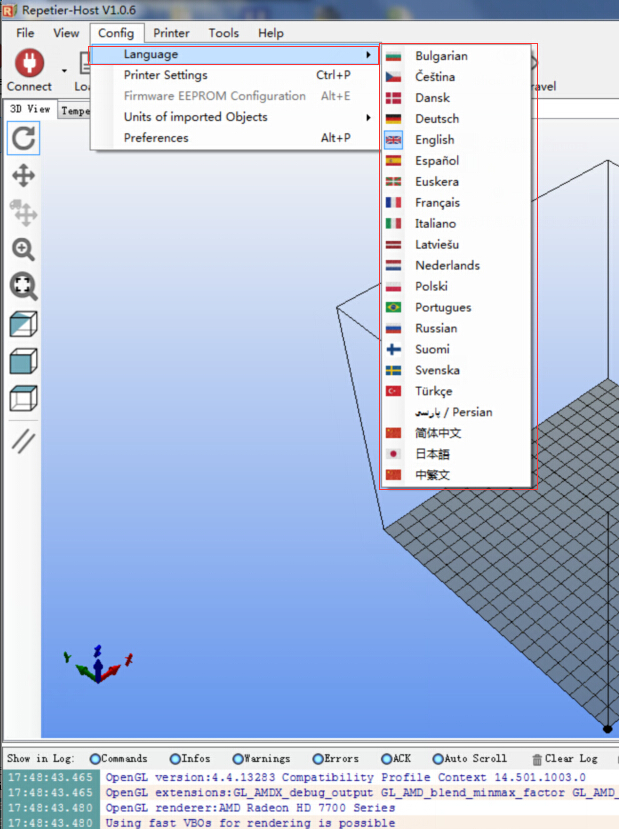 Repetier-Host V1.0.6
File View Config Printer Tools Help
Language
Printer Settings Ctrl+P
Firmware EEPROM Configuration Alt+E
Units of imported Objects
Preferences Alt+P
Connect
3D View
Bulgarian
Čeština
Dansk
Deutsch
English
Español
Euskera
Français
Italiano
Latviešu
Nederlands
Polski
Portugues
Russian
Suomi
Svenska
Türkçe
پارسی / Persian
简体中文
日本語
中繁文
Y Z X
Show in Log: Commands Infos Warnings Errors ACK Auto Scroll Clear Log
17:48:43.465 OpenGL version:4.4.13283 Compatibility Profile Context 14.501.1003.0
17:48:43.465 OpenGL extensions:GL_AMDX_debug_output GL_AMD_blend_minmax_factor GL_AMD_
17:48:43.480 OpenGL renderer:AMD Radeon HD 7700 Series
17:48:43.480 Using fast VBOs for rendering is possible